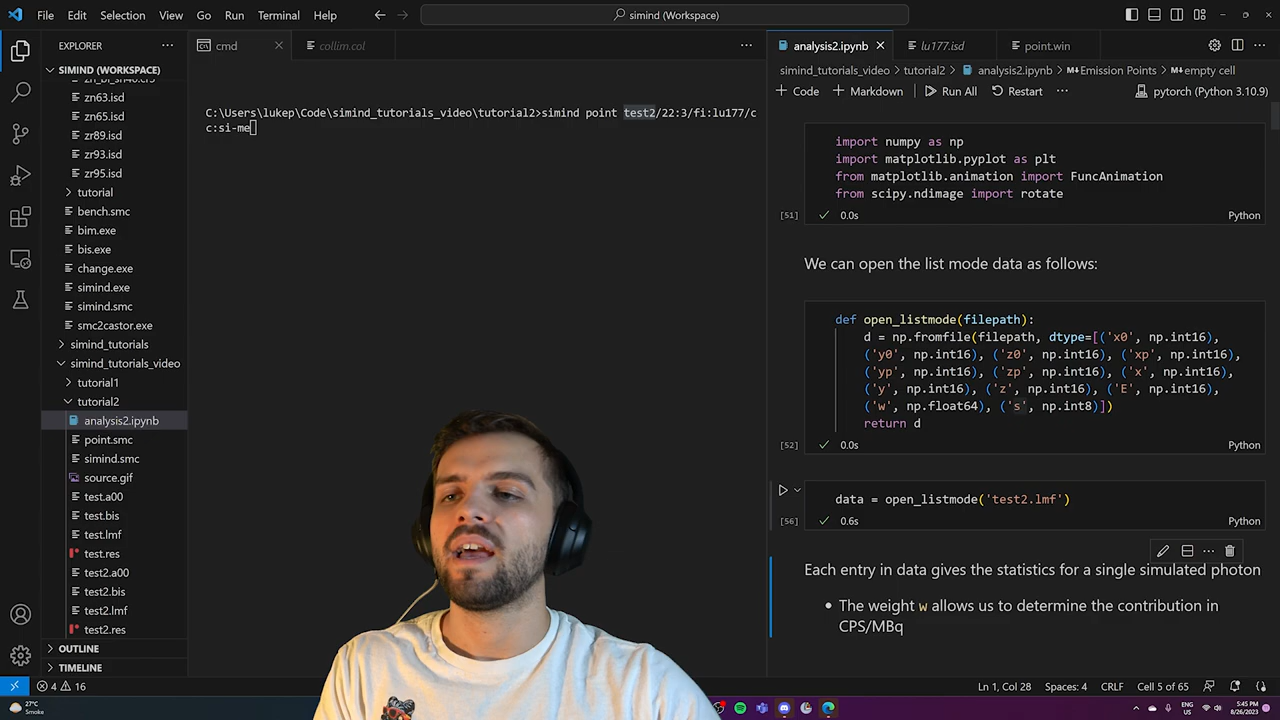 File Edit Selection View Go Run Terminal Help
simind (Workspace)
EXPLORER
SIMIND (WORKSPACE)
zn63.isd
zn65.isd
zr89.isd
zr93.isd
zr95.isd
tutorial
bench.smc
bim.exe
bis.exe
change.exe
simind.exe
simind.smc
smc2castor.exe
simind_tutorials
simind_tutorials_video
tutorial1
tutorial2
analysis2.ipynb
point.smc
simind.smc
source.gif
test.a00
test.bis
test.lmf
test.res
test2.a00
test2.bis
test2.lmf
test2.res
OUTLINE
TIMELINE
cmd
collim.col
C:\Users\lukep\Code\simind_tutorials_video\tutorial2>simind point test2/22:3/fi:lu177/c
c:si-me
analysis2.ipynb
lu177.isd
point.win
simind_tutorials_video > tutorial2 > analysis2.ipynb > Emission Points > empty cell
+ Code + Markdown Run All Restart ··· pytorch (Python 3.10.9)
import numpy as np
import matplotlib.pyplot as plt
from matplotlib.animation import FuncAnimation
from scipy.ndimage import rotate
[51] 0.0s Python
We can open the list mode data as follows:
def open_listmode(filepath):
d = np.fromfile(filepath, dtype=[('x0', np.int16),
('y0', np.int16), ('z0', np.int16), ('xp', np.int16),
('yp', np.int16), ('zp', np.int16), ('x', np.int16),
('y', np.int16), ('z', np.int16), ('E', np.int16),
('w', np.float64), ('s', np.int8)])
return d
[52] 0.0s Python
data = open_listmode('test2.lmf')
[56] 0.6s Python
Each entry in data gives the statistics for a single simulated photon
• The weight w allows us to determine the contribution in
CPS/MBq
4 16
Ln 1, Col 28 Spaces: 4 CRLF Cell 5 of 65
27°C
Smoke
ENG
US
5:45 PM
8/26/2023